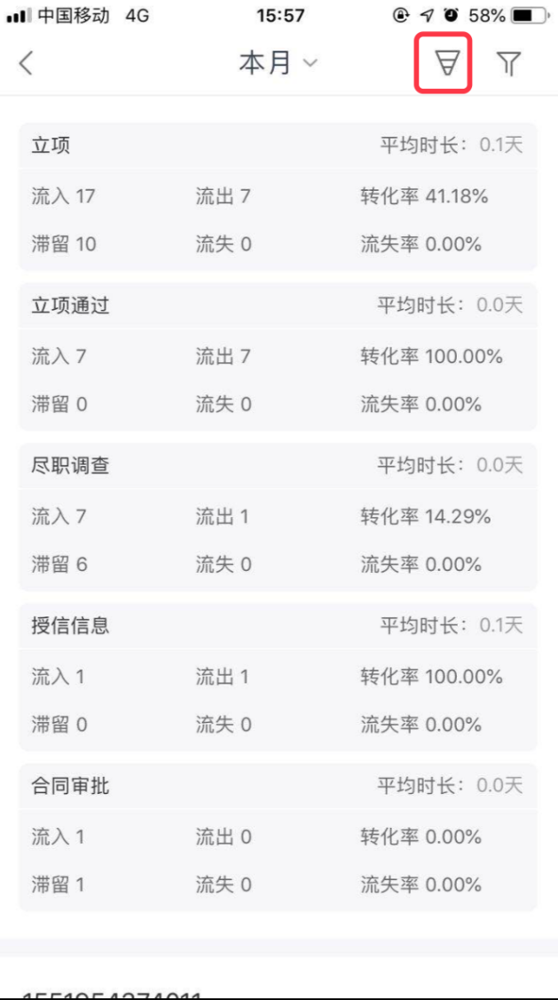 中国移动 4G 15:57 58%
本月
立项 平均时长：0.1天
流入 17 流出 7 转化率 41.18%
滞留 10 流失 0 流失率 0.00%
立项通过 平均时长：0.0天
流入 7 流出 7 转化率 100.00%
滞留 0 流失 0 流失率 0.00%
尽职调查 平均时长：0.0天
流入 7 流出 1 转化率 14.29%
滞留 6 流失 0 流失率 0.00%
授信信息 平均时长：0.1天
流入 1 流出 1 转化率 100.00%
滞留 0 流失 0 流失率 0.00%
合同审批 平均时长：0.0天
流入 1 流出 0 转化率 0.00%
滞留 1 流失 0 流失率 0.00%